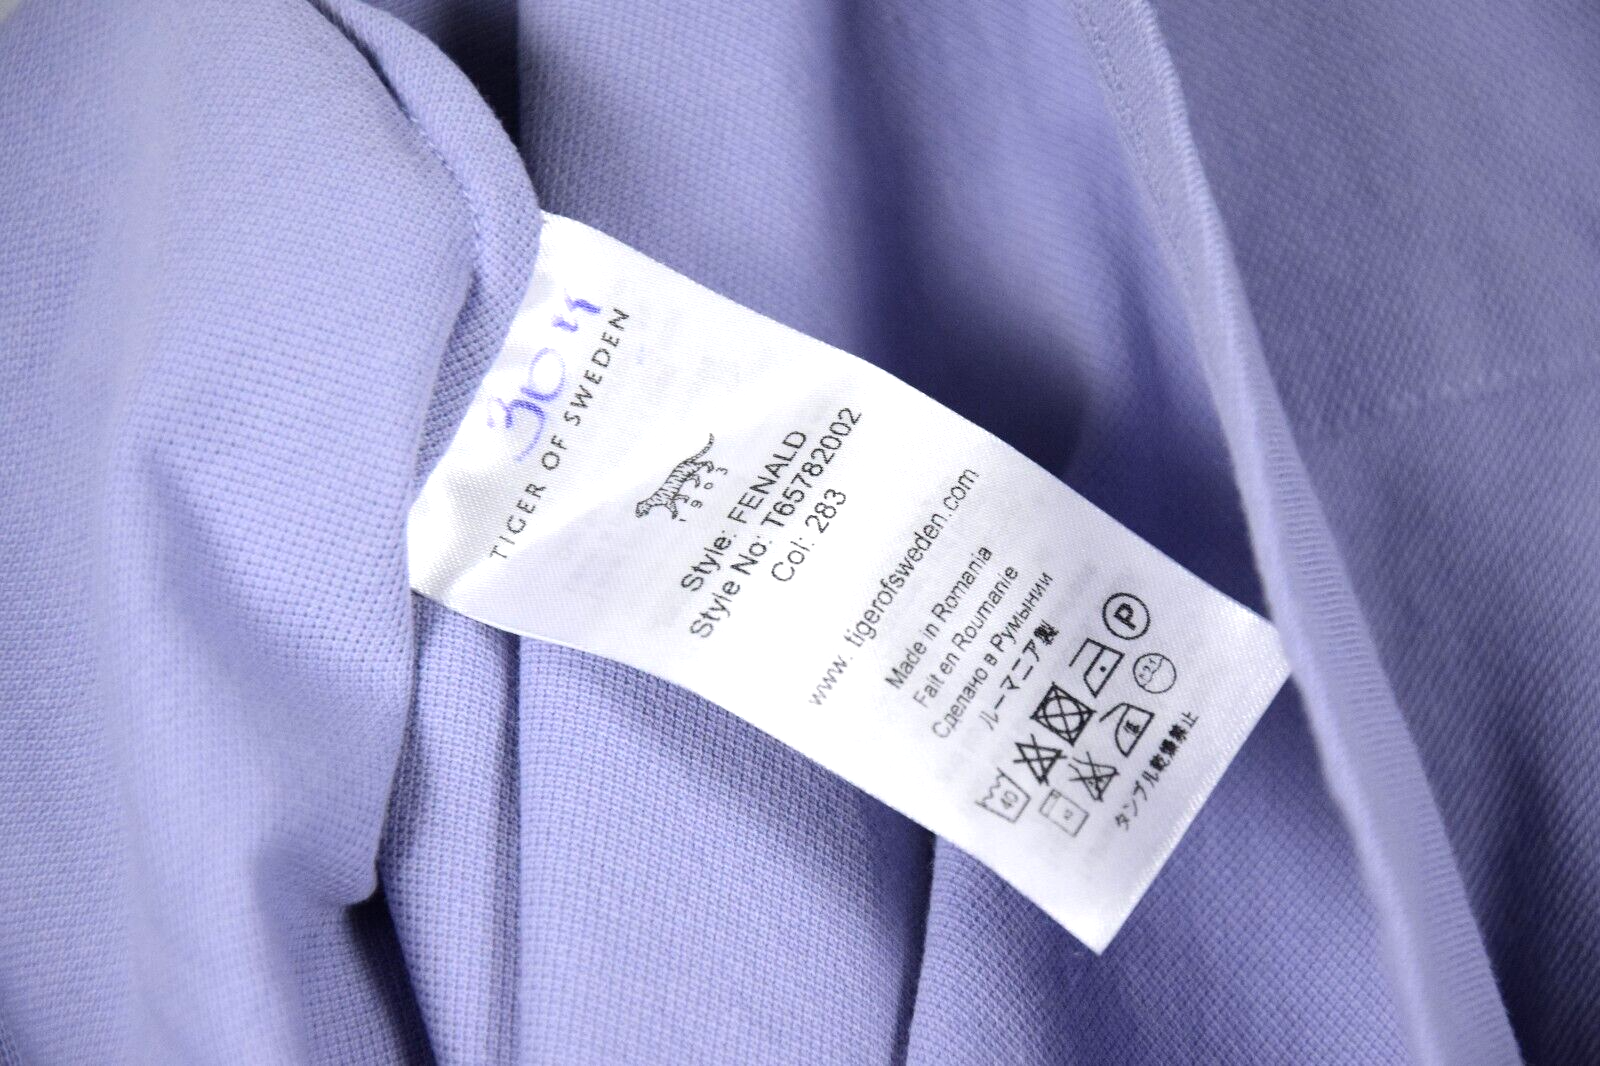 TIGER OF SWEDEN
1903
Style: FENALD
Style No: T65782002
Col: 283
www.tigerofsweden.com
Made in Romania
Fait en Roumanie
Сделано в Румынии
ルーマニア製
P
40
タンブル乾燥禁止